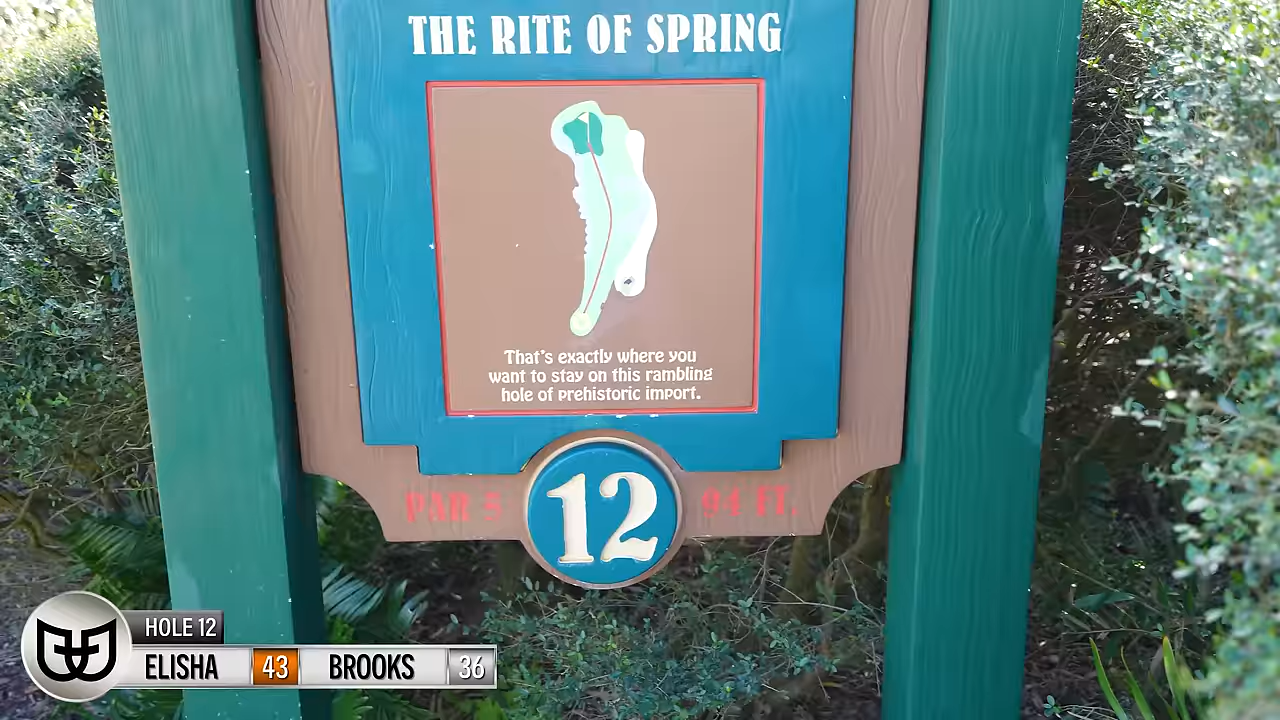 THE RITE OF SPRING
That's exactly where you
want to stay on this rambling
hole of prehistoric import.
PAR 5 12 94 FT.
HOLE 12
ELISHA 43 BROOKS 36